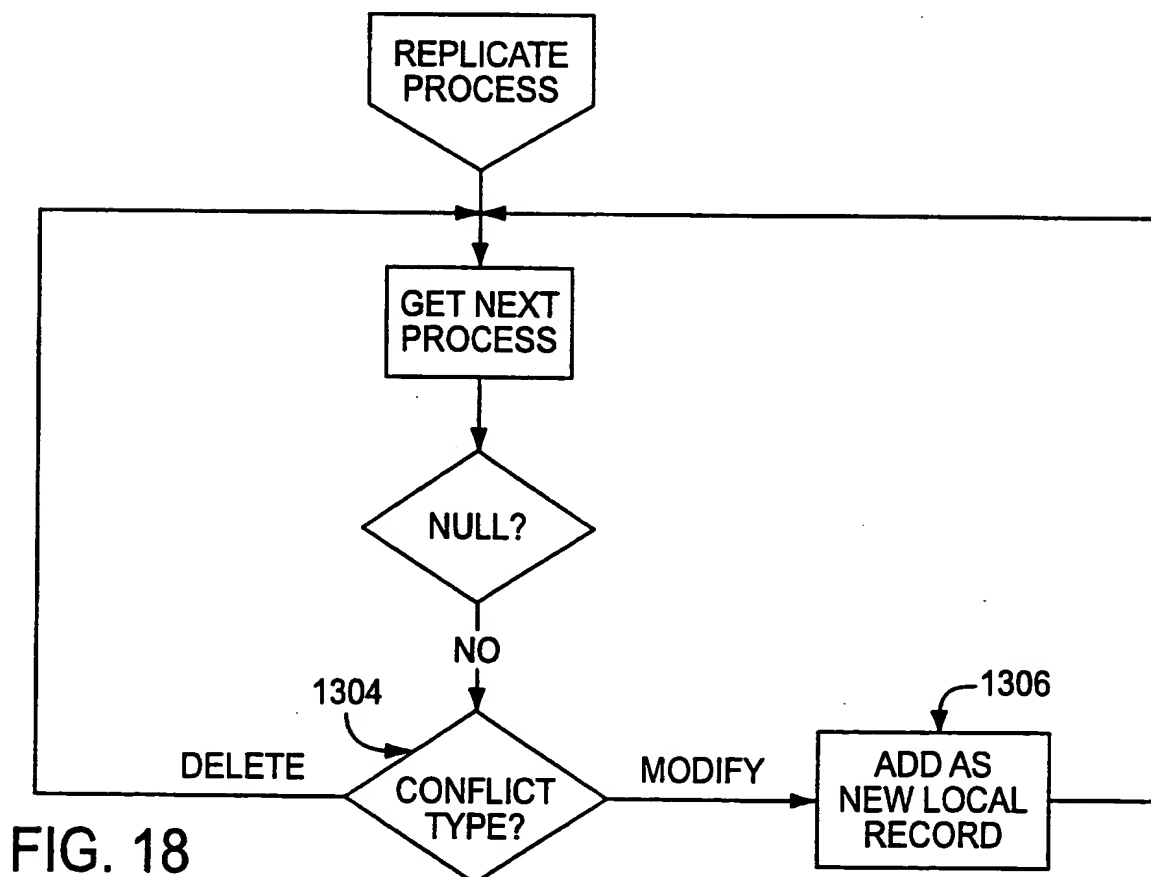 REPLICATE
PROCESS
GET NEXT
PROCESS
NULL?
NO
1304
1306
DELETE
CONFLICT
TYPE?
MODIFY
ADD AS
NEW LOCAL
RECORD
FIG. 18